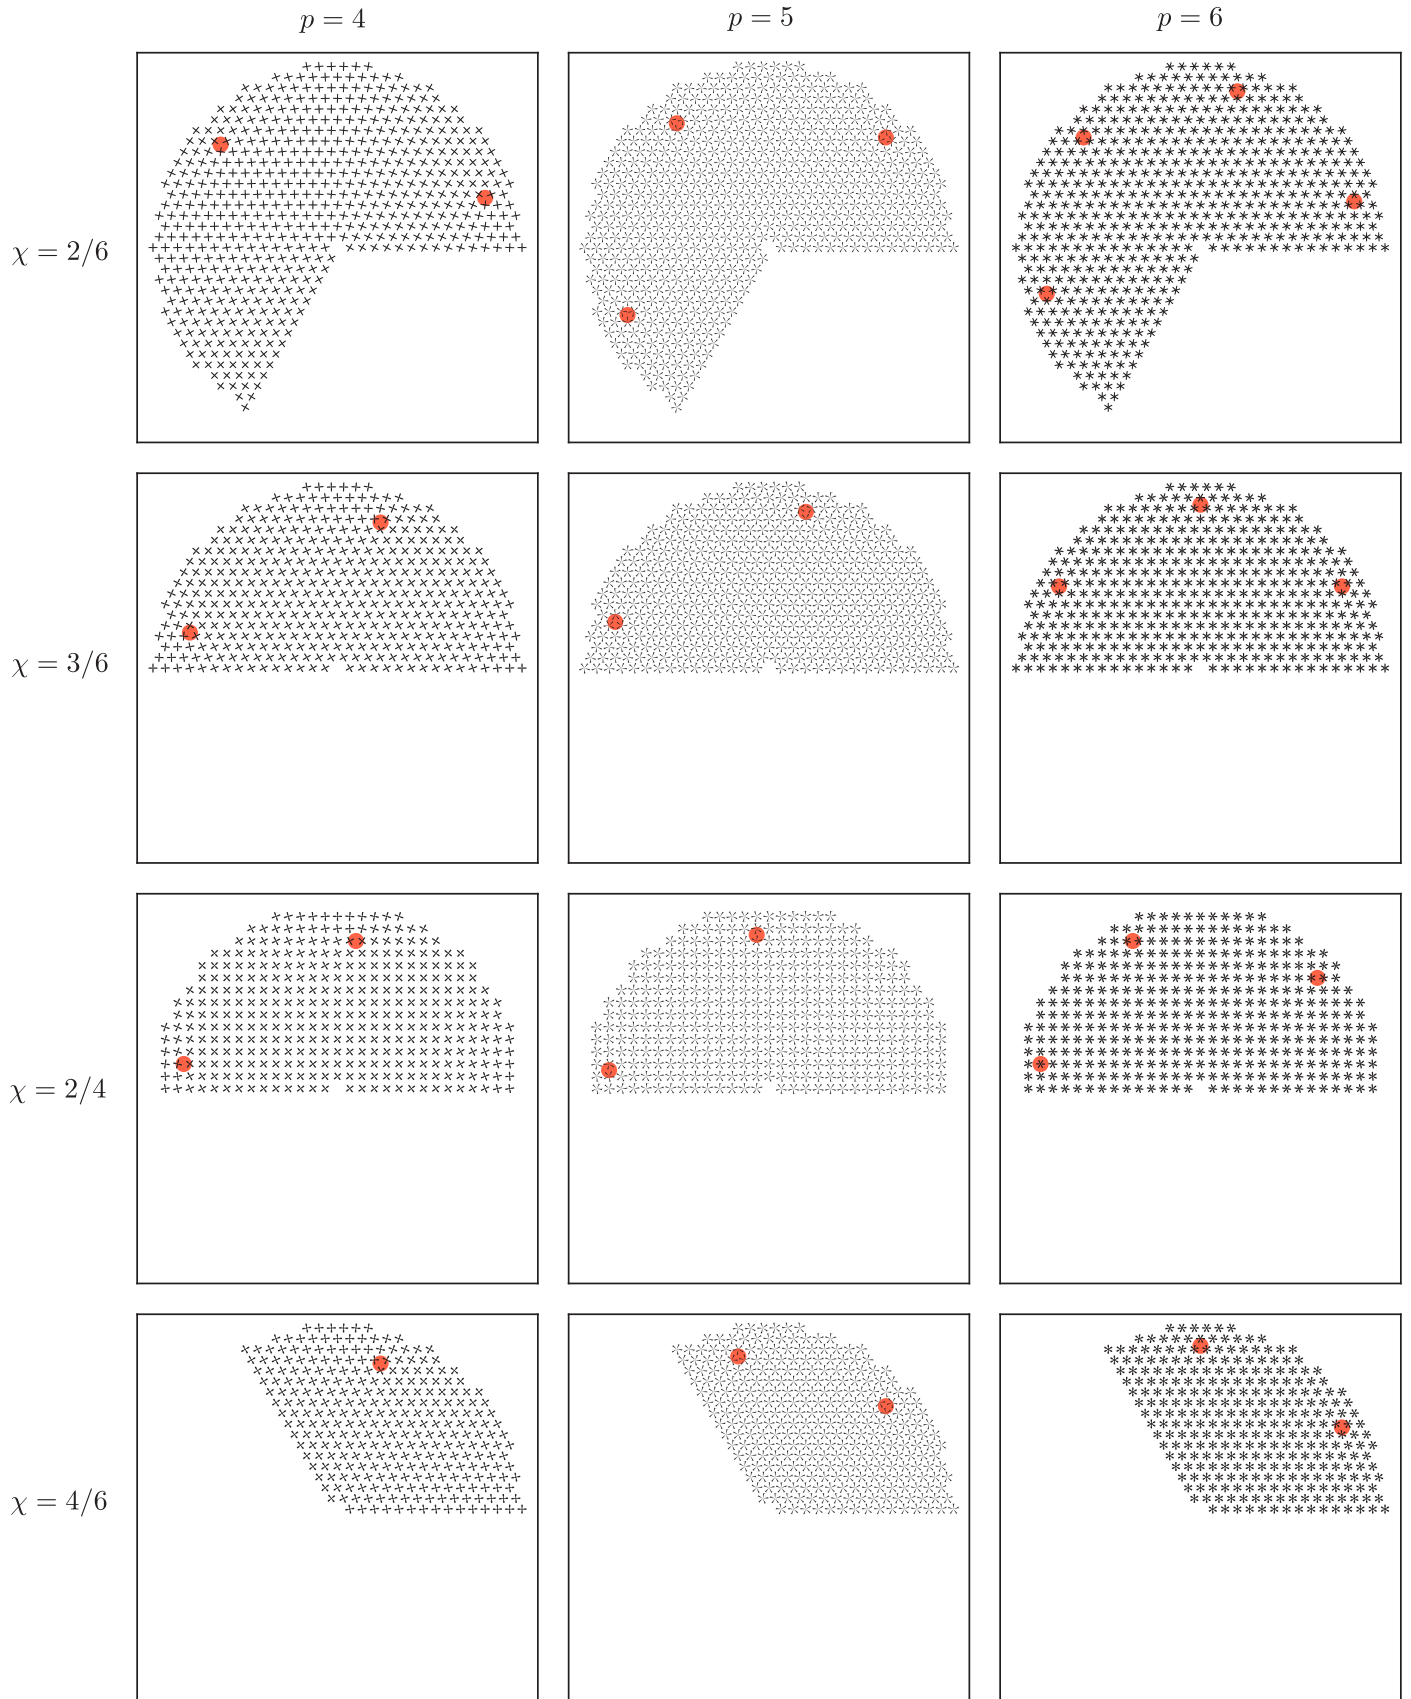 p = 4 p = 5 p = 6
χ = 2/6
χ = 3/6
χ = 2/4
χ = 4/6